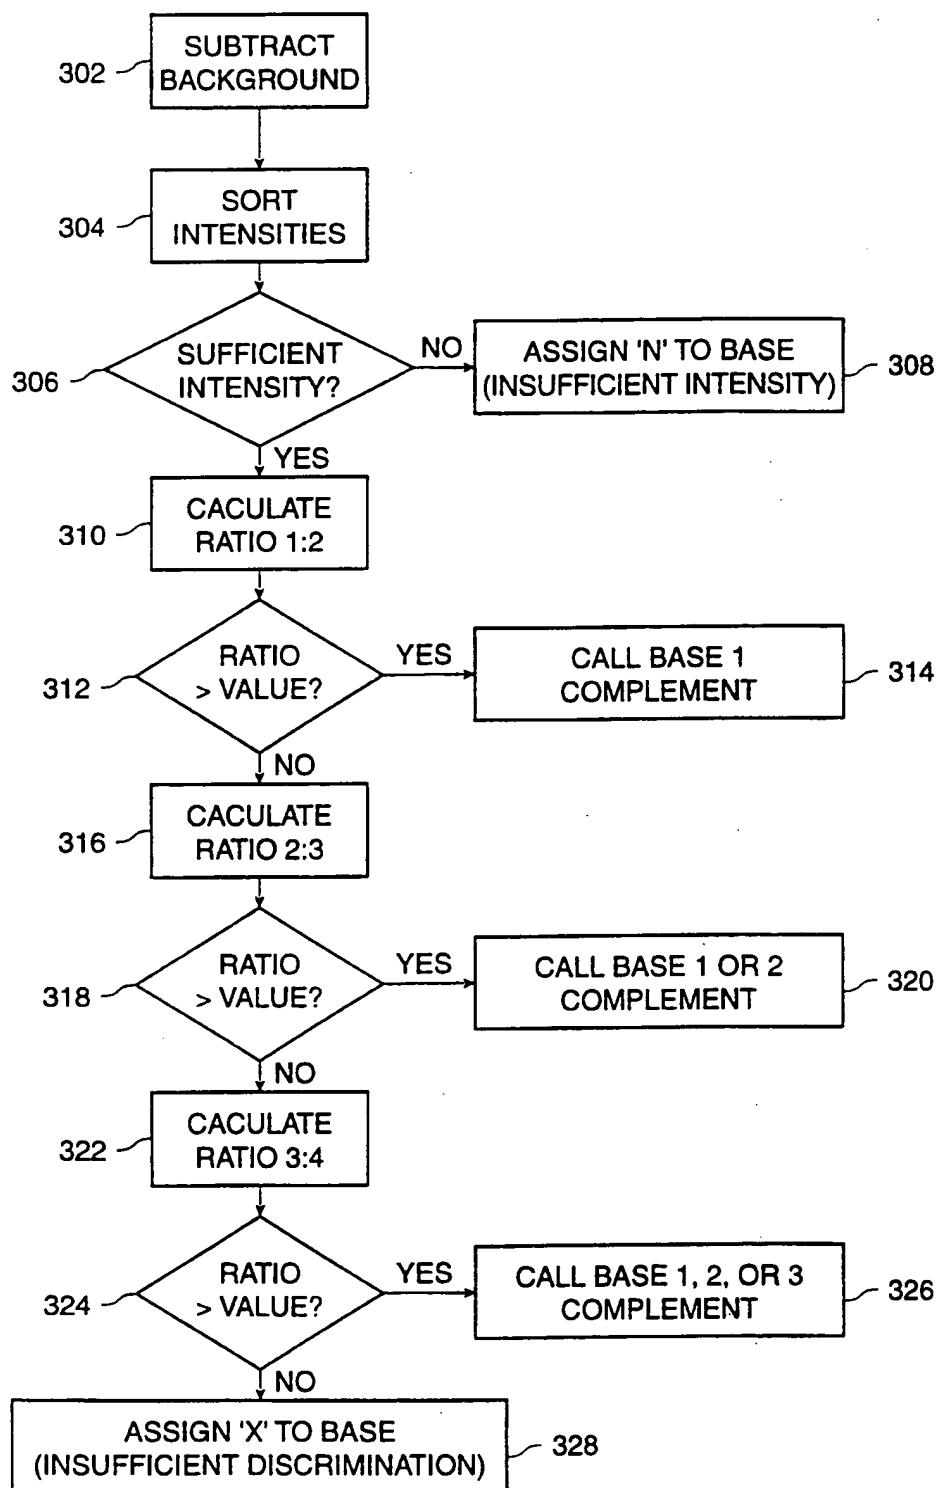 SUBTRACT
BACKGROUND
302
SORT
INTENSITIES
304
SUFFICIENT
INTENSITY?
306
NO
ASSIGN 'N' TO BASE
(INSUFFICIENT INTENSITY)
308
YES
CACULATE
RATIO 1:2
310
RATIO
> VALUE?
312
YES
CALL BASE 1
COMPLEMENT
314
NO
CACULATE
RATIO 2:3
316
RATIO
> VALUE?
318
YES
CALL BASE 1 OR 2
COMPLEMENT
320
NO
CACULATE
RATIO 3:4
322
RATIO
> VALUE?
324
YES
CALL BASE 1, 2, OR 3
COMPLEMENT
326
NO
ASSIGN 'X' TO BASE
(INSUFFICIENT DISCRIMINATION)
328